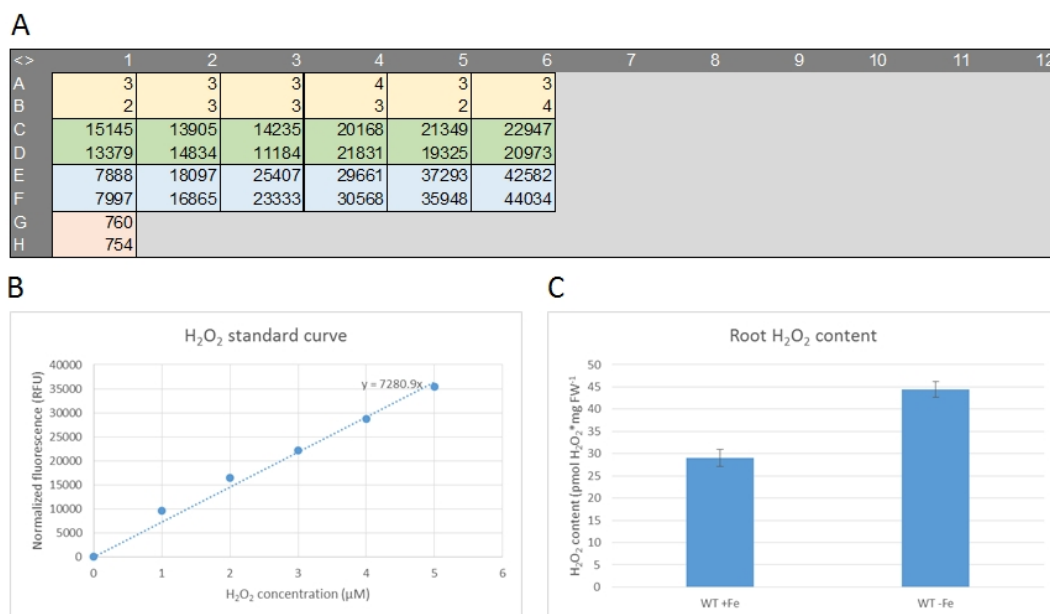 A
<> 1 2 3 4 5 6 7 8 9 10 11 12
A 3 3 3 4 3 3
B 2 3 3 3 2 4
C 15145 13905 14235 20168 21349 22947
D 13379 14834 11184 21831 19325 20973
E 7888 18097 25407 29661 37293 42582
F 7997 16865 23333 30568 35948 44034
G 760
H 754
B
H₂O₂ standard curve
Normalized fluorescence (RFU)
40000
35000
30000
25000
20000
15000
10000
5000
0
y = 7280.9x
0 1 2 3 4 5 6
H₂O₂ concentration (µM)
C
Root H₂O₂ content
H₂O₂ content (pmol H₂O₂*mg FW⁻¹
50
45
40
35
30
25
20
15
10
5
0
WT +Fe WT -Fe